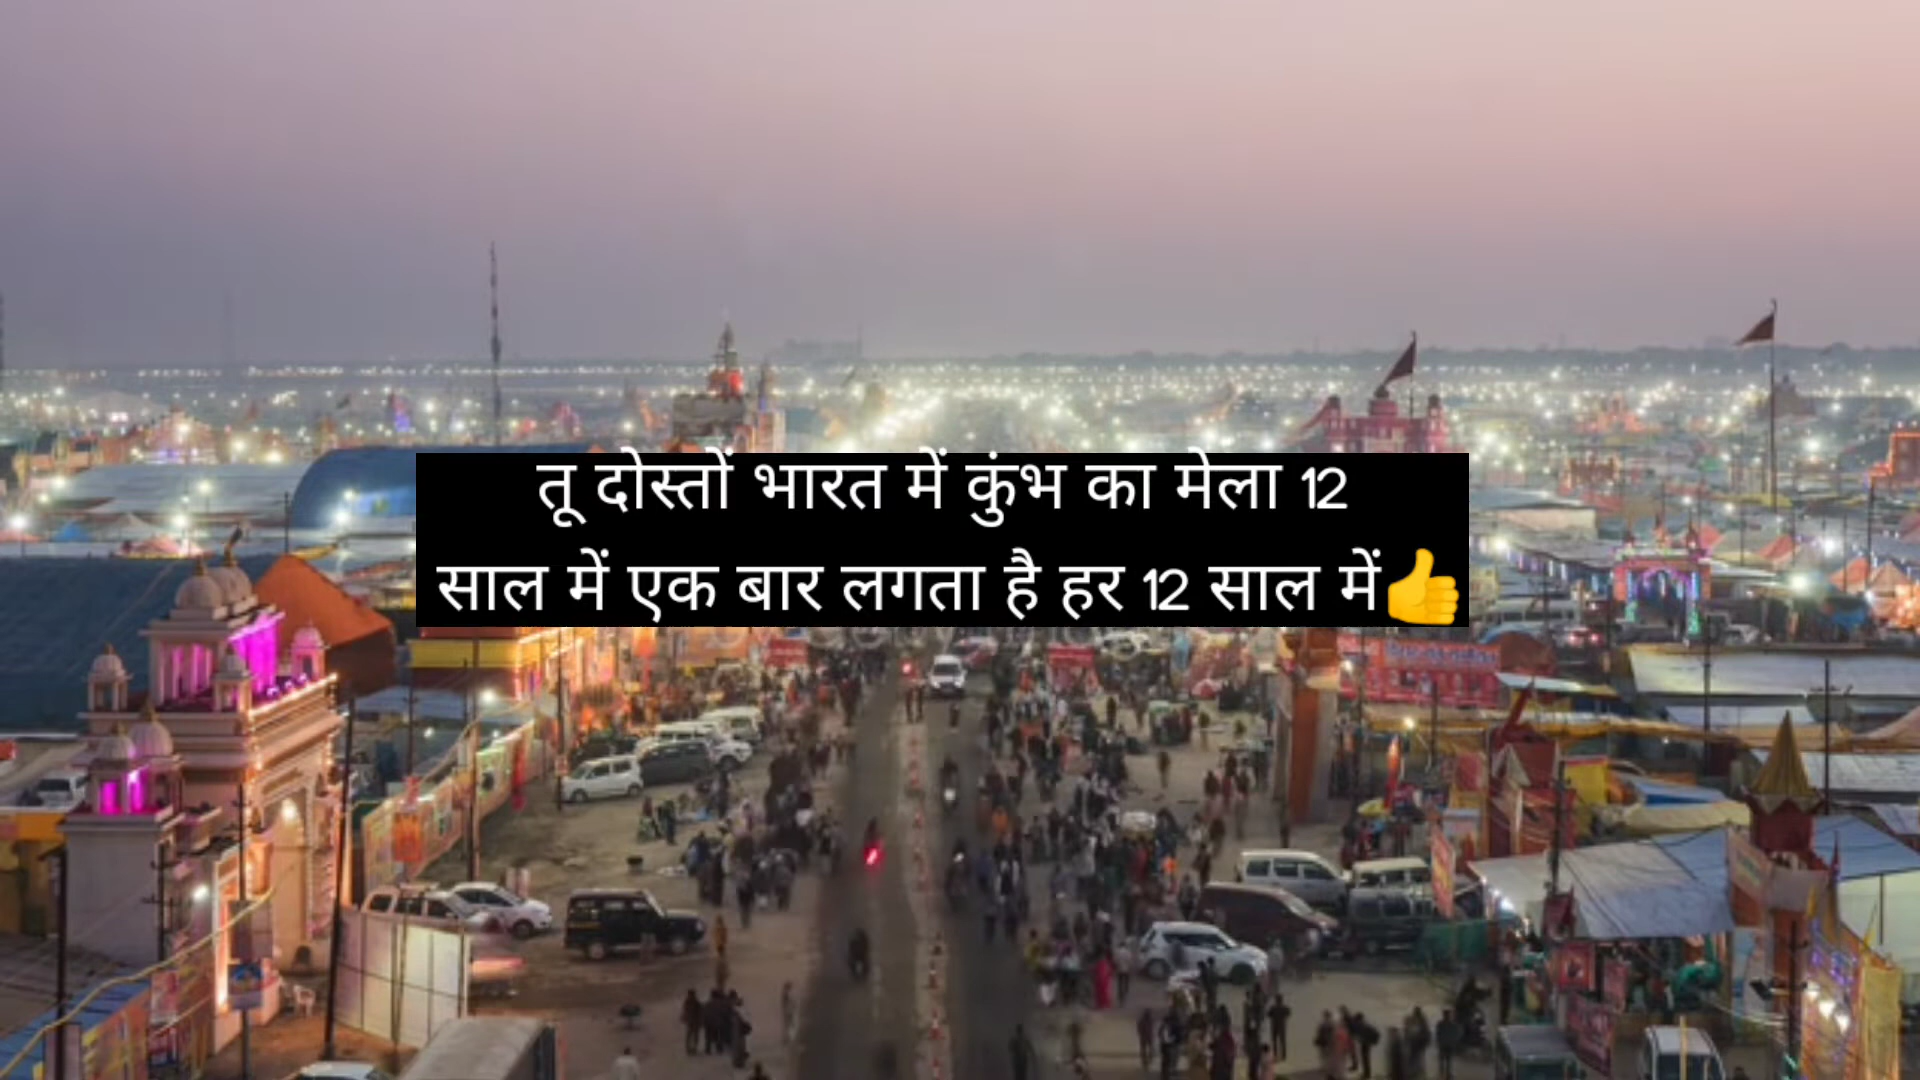 तू दोस्तों भारत में कुंभ का मेला 12
साल में एक बार लगता है हर 12 साल में👍